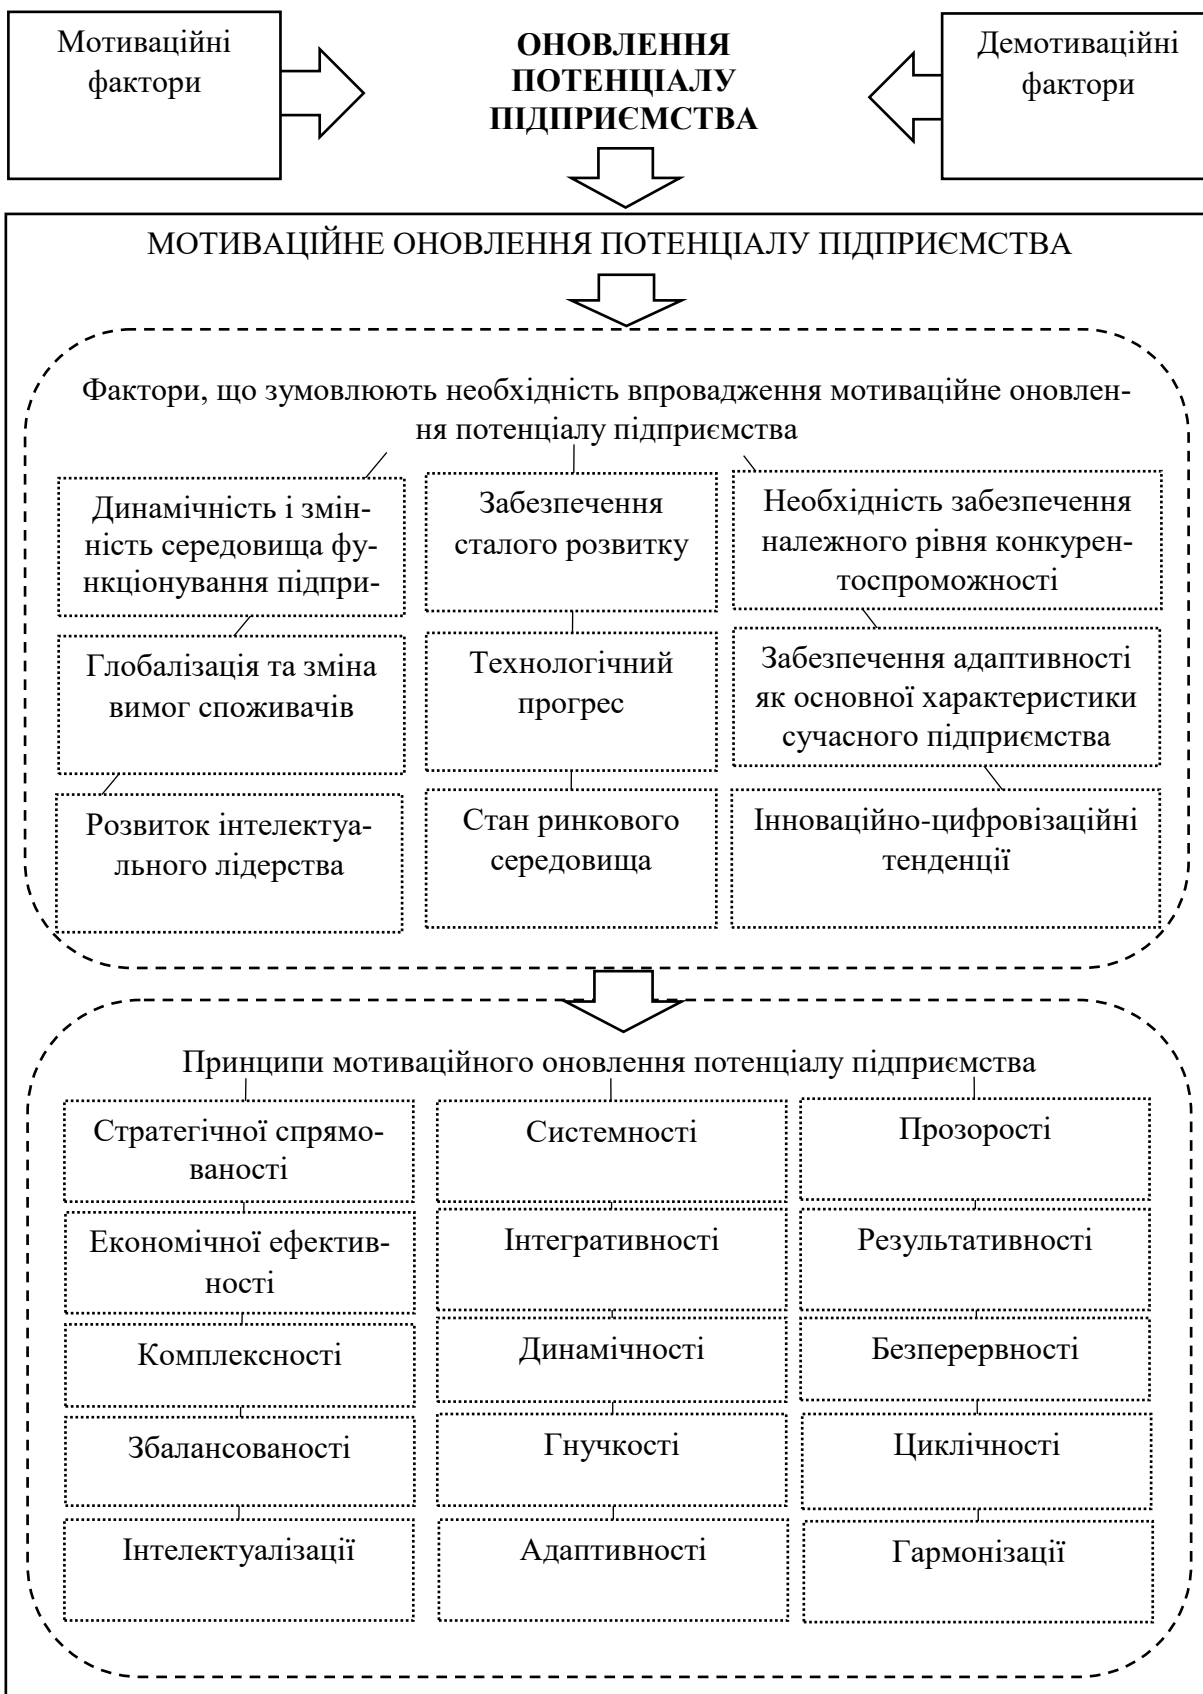 Мотиваційні
фактори
ОНОВЛЕННЯ
ПОТЕНЦІАЛУ
ПІДПРИЄМСТВА
Демотиваційні
фактори
МОТИВАЦІЙНЕ ОНОВЛЕННЯ ПОТЕНЦІАЛУ ПІДПРИЄМСТВА
Фактори, що зумовлюють необхідність впровадження мотиваційне оновлен-
ня потенціалу підприємства
Динамічність і змін-
ність середовища фу-
нкціонування підпри-
Забезпечення
сталого розвитку
Необхідність забезпечення
належного рівня конкурен-
тоспроможності
Глобалізація та зміна
вимог споживачів
Технологічний
прогрес
Забезпечення адаптивності
як основної характеристики
сучасного підприємства
Розвиток інтелектуа-
льного лідерства
Стан ринкового
середовища
Інноваційно-цифровізаційні
тенденції
Принципи мотиваційного оновлення потенціалу підприємства
Стратегічної спрямо-
ваності
Системності
Прозорості
Економічної ефектив-
ності
Інтегративності
Результативності
Комплексності
Динамічності
Безперервності
Збалансованості
Гнучкості
Циклічності
Інтелектуалізації
Адаптивності
Гармонізації